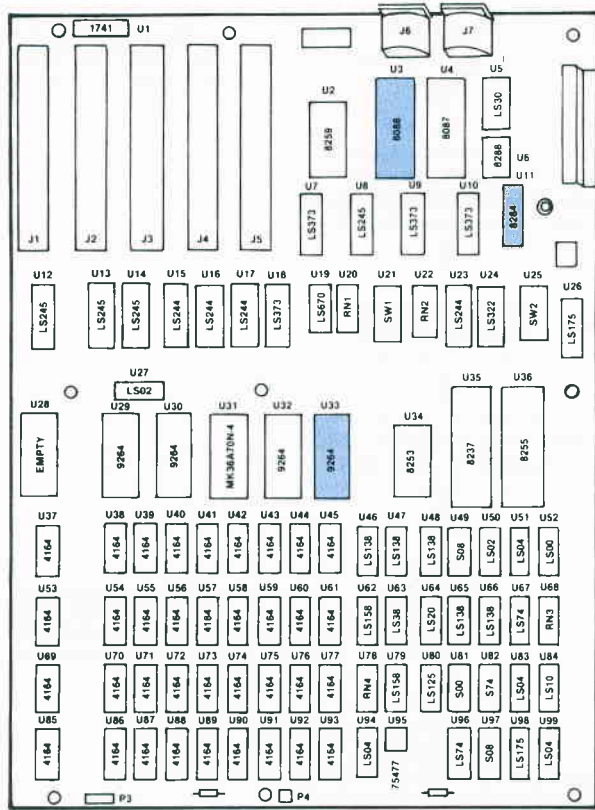 1741 U1
J6 J7
U3 U4 U5
U2
8259 8088 8087 LS30
8288 U6
U11
8284
U7 U8 U9 U10
LS373 LS245 LS373 LS373
J1 J2 J3 J4 J5
U12 U13 U14 U15 U16 U17 U18 U19 U20 U21 U22 U23 U24 U25 U26
LS245 LS245 LS245 LS244 LS244 LS244 LS373 LS670 RN1 SW1 RN2 LS244 LS322 SW2 LS175
U27
LS02
U28 U29 U30 U31 U32 U33 U34 U35 U36
EMPTY 9264 9264 MK36A70N-4 9264 9264 8253 8237 8255
U37 U38 U39 U40 U41 U42 U43 U44 U45 U46 U47 U48 U49 U50 U51 U52
4164 4164 4164 4164 4164 4164 4164 4164 4164 LS138 LS138 LS138 S08 LS02 LS04 LS00
U53 U54 U55 U56 U57 U58 U59 U60 U61 U62 U63 U64 U65 U66 U67 U68
4164 4164 4164 4164 4164 4164 4164 4164 4164 LS158 LS38 LS20 LS138 LS138 LS74 RN3
U69 U70 U71 U72 U73 U74 U75 U76 U77 U78 U79 U80 U81 U82 U83 U84
4164 4164 4164 4164 4164 4164 4164 4164 4164 RN4 LS158 LS125 S00 S74 LS04 LS10
U85 U86 U87 U88 U89 U90 U91 U92 U93 U94 U95 U96 U97 U98 U99
4164 4164 4164 4164 4164 4164 4164 4164 4164 LS04 75477 LS74 S08 LS175 LS04
P3 P4